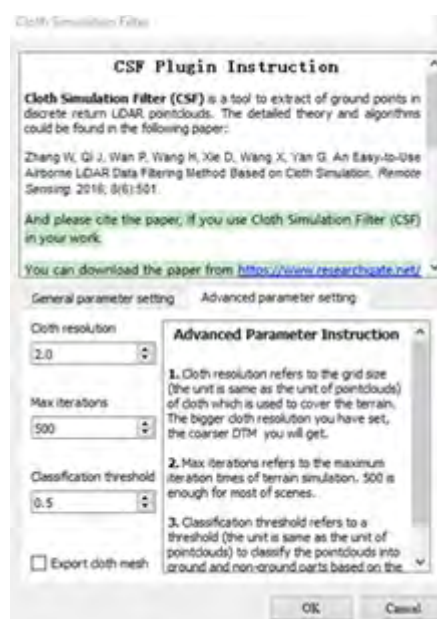 Cloth Simulation Filter
CSF Plugin Instruction
Cloth Simulation Filter (CSF) is a tool to extract of ground points in
discrete return LiDAR pointclouds. The detailed theory and algorithms
could be found in the following paper:
Zhang W, Qi J, Wan P, Wang H, Xie D, Wang X, Yan G. An Easy-to-Use
Airborne LiDAR Data Filtering Method Based on Cloth Simulation. Remote
Sensing. 2016; 8(6):501.
And please cite the paper, if you use Cloth Simulation Filter (CSF)
in your work.
You can download the paper from https://www.researchgate.net/
General parameter setting Advanced parameter setting
Cloth resolution
2.0
Max iterations
500
Classification threshold
0.5
Export cloth mesh
Advanced Parameter Instruction
1. Cloth resolution refers to the grid size
(the unit is same as the unit of pointclouds)
of cloth which is used to cover the terrain.
The bigger cloth resolution you have set,
the coarser DTM you will get.
2. Max iterations refers to the maximum
iteration times of terrain simulation. 500 is
enough for most of scenes.
3. Classification threshold refers to a
threshold (the unit is same as the unit of
pointclouds) to classify the pointclouds into
ground and non-ground parts based on the
OK Cancel